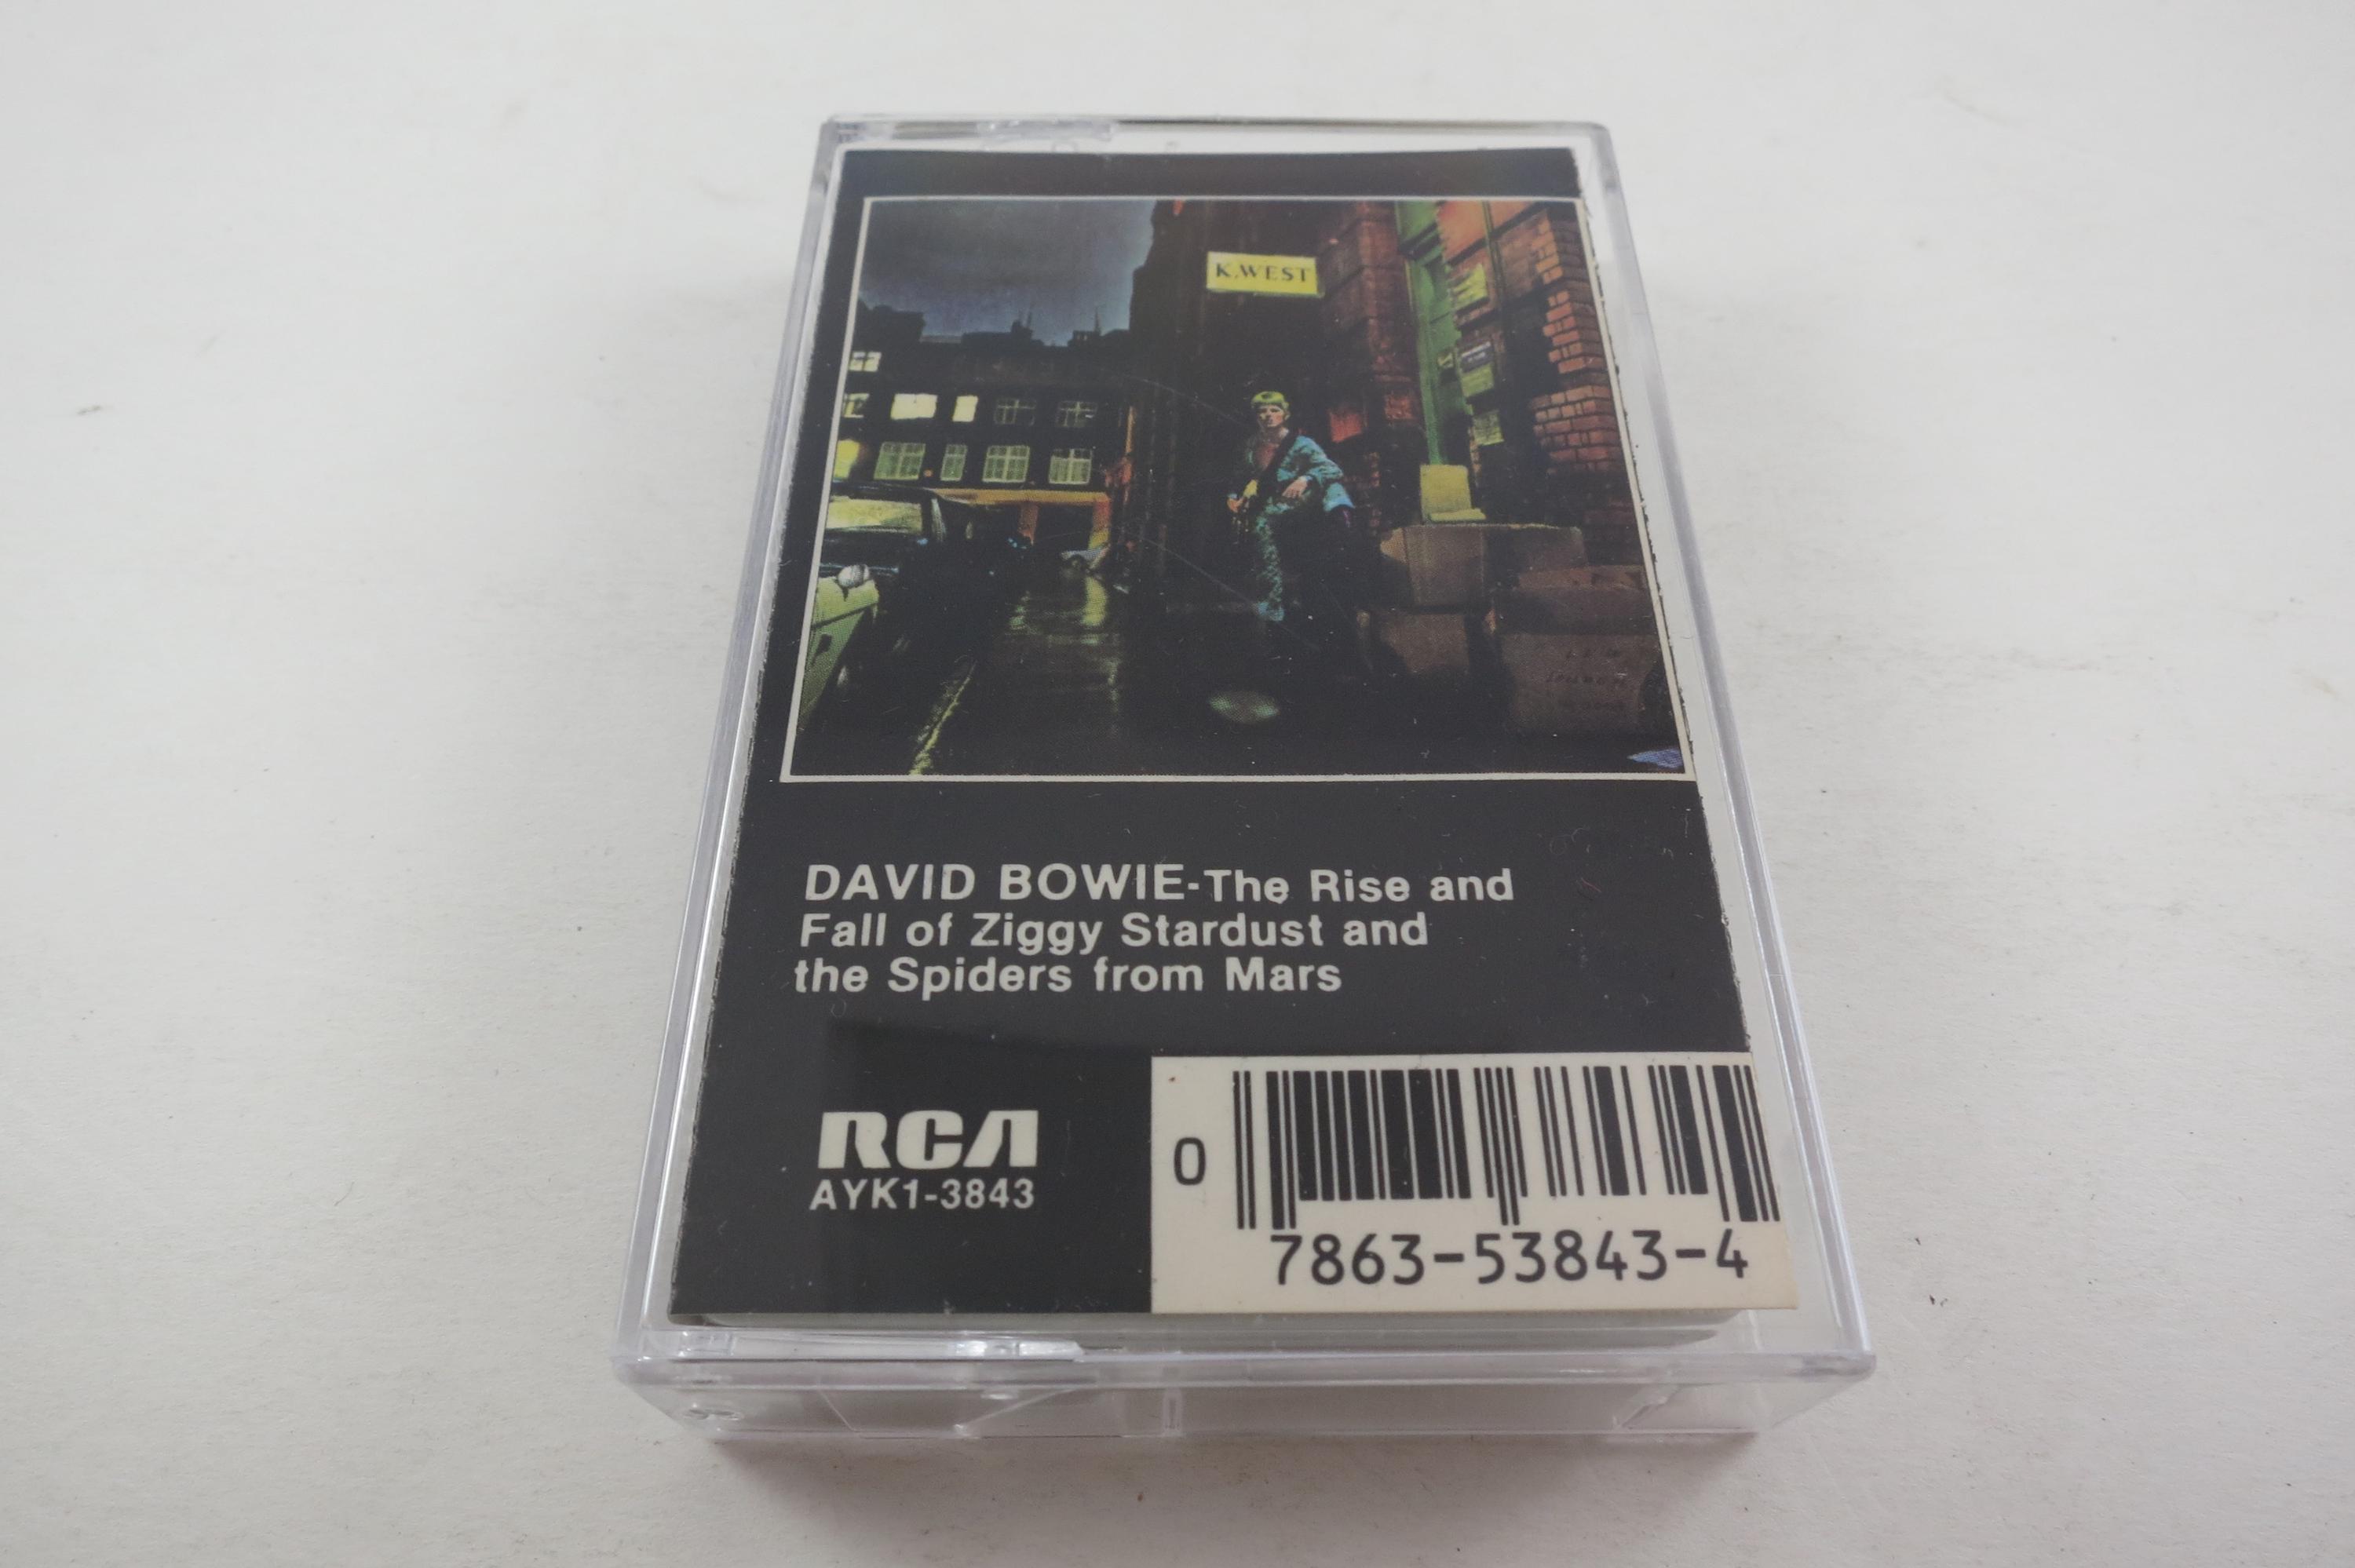 K.WEST
DAVID BOWIE-The Rise and
Fall of Ziggy Stardust and
the Spiders from Mars
RCA
AYK1-3843
0
7863-53843-4